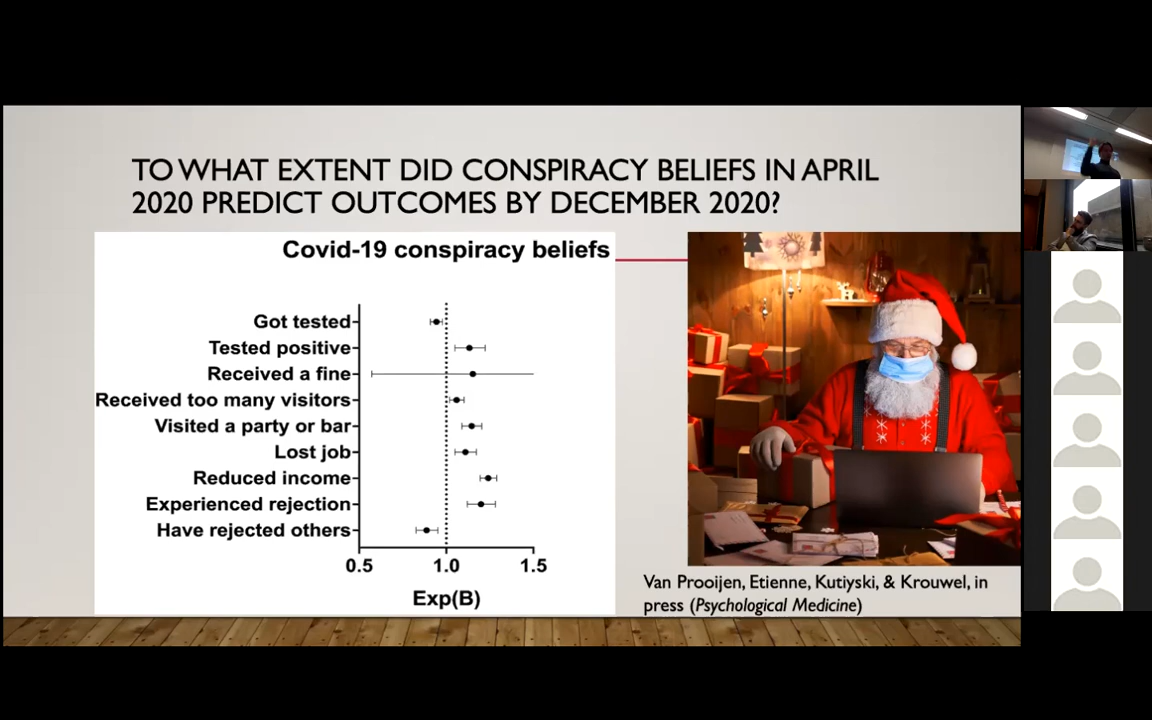 TO WHAT EXTENT DID CONSPIRACY BELIEFS IN APRIL
2020 PREDICT OUTCOMES BY DECEMBER 2020?
Covid-19 conspiracy beliefs
Got tested
Tested positive
Received a fine
Received too many visitors
Visited a party or bar
Lost job
Reduced income
Experienced rejection
Have rejected others
0.5 1.0 1.5
Exp(B)
Van Prooijen, Etienne, Kutiyski, & Krouwel, in
press (Psychological Medicine)